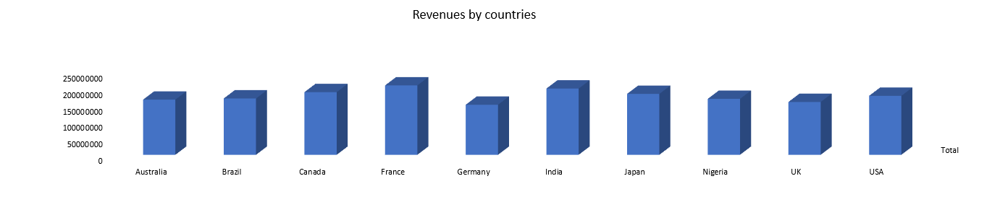 Revenues by countries
250000000
200000000
150000000
100000000
50000000
0
Total
Australia Brazil Canada France Germany India Japan Nigeria UK USA